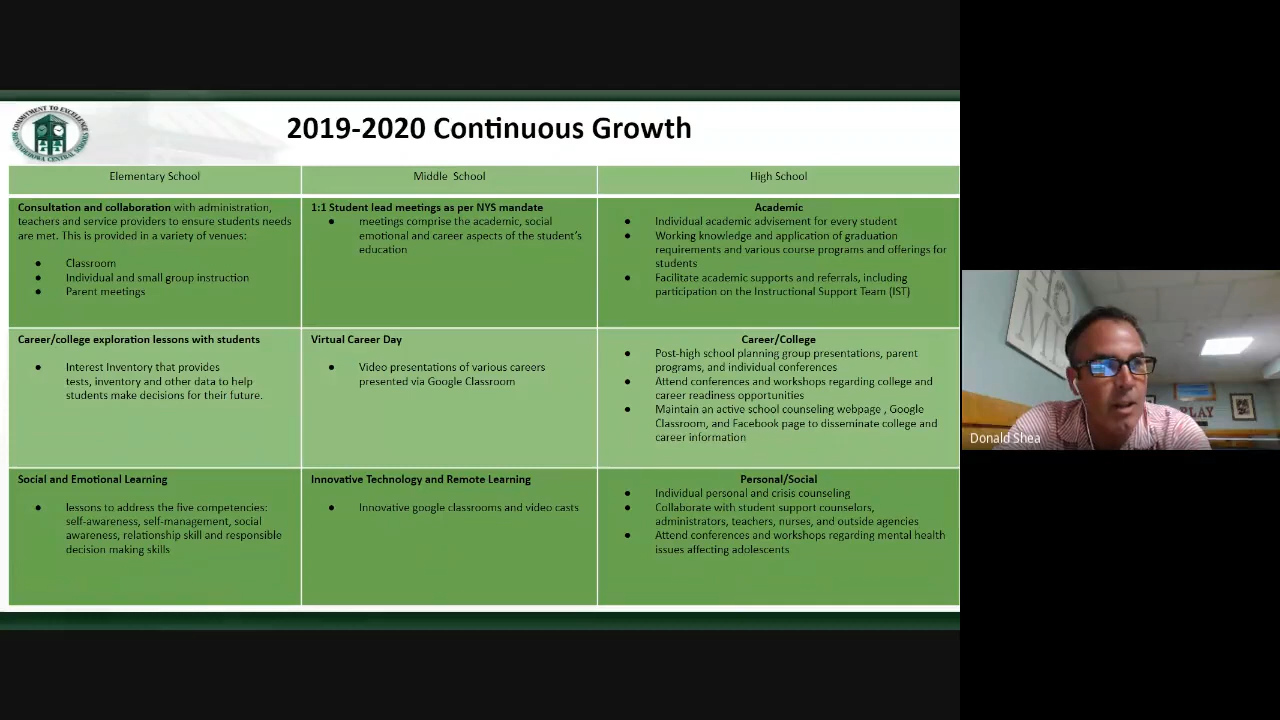 COMMITMENT TO EXCELLENCE
CENTRAL SCHOOLS
2019-2020 Continuous Growth
Elementary School
Middle School
High School
Consultation and collaboration with administration,
teachers and service providers to ensure students needs
are met. This is provided in a variety of venues:
● Classroom
● Individual and small group instruction
● Parent meetings
1:1 Student lead meetings as per NYS mandate
● meetings comprise the academic, social
emotional and career aspects of the student's
education
Academic
● Individual academic advisement for every student
● Working knowledge and application of graduation
requirements and various course programs and offerings for
students
● Facilitate academic supports and referrals, including
participation on the Instructional Support Team (IST)
Career/college exploration lessons with students
● Interest Inventory that provides
tests, inventory and other data to help
students make decisions for their future.
Virtual Career Day
● Video presentations of various careers
presented via Google Classroom
Career/College
● Post-high school planning group presentations, parent
programs, and individual conferences
● Attend conferences and workshops regarding college and
career readiness opportunities
● Maintain an active school counseling webpage , Google
Classroom, and Facebook page to disseminate college and
career information
Social and Emotional Learning
● lessons to address the five competencies:
self-awareness, self-management, social
awareness, relationship skill and responsible
decision making skills
Innovative Technology and Remote Learning
● Innovative google classrooms and video casts
Personal/Social
● Individual personal and crisis counseling
● Collaborate with student support counselors,
administrators, teachers, nurses, and outside agencies
● Attend conferences and workshops regarding mental health
issues affecting adolescents
PLAY
Donald Shea